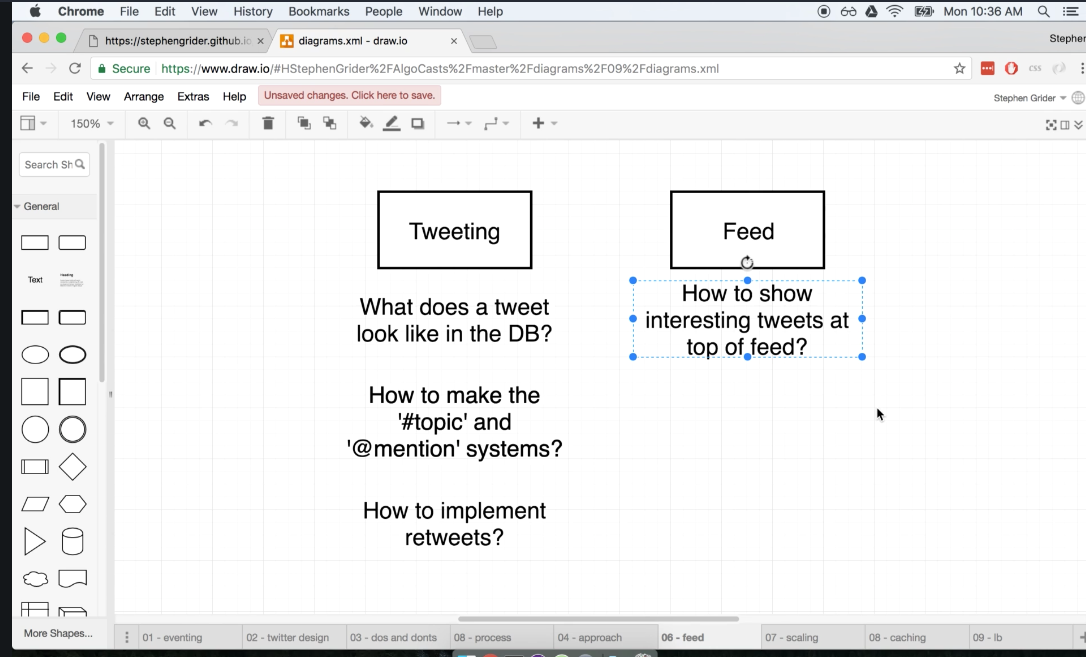 Chrome File Edit View History Bookmarks People Window Help Mon 10:36 AM
https://stephengrider.github.io diagrams.xml - draw.io Stephen
Secure https://www.draw.io/#HStephenGrider%2FAlgoCasts%2Fmaster%2Fdiagrams%2F09%2Fdiagrams.xml CSS
File Edit View Arrange Extras Help Unsaved changes. Click here to save. Stephen Grider
150%
Search Sh
General
Text
Tweeting
What does a tweet
look like in the DB?
How to make the
'#topic' and
'@mention' systems?
How to implement
retweets?
Feed
How to show
interesting tweets at
top of feed?
More Shapes...
01 - eventing 02 - twitter design 03 - dos and donts 08 - process 04 - approach 06 - feed 07 - scaling 08 - caching 09 - lb